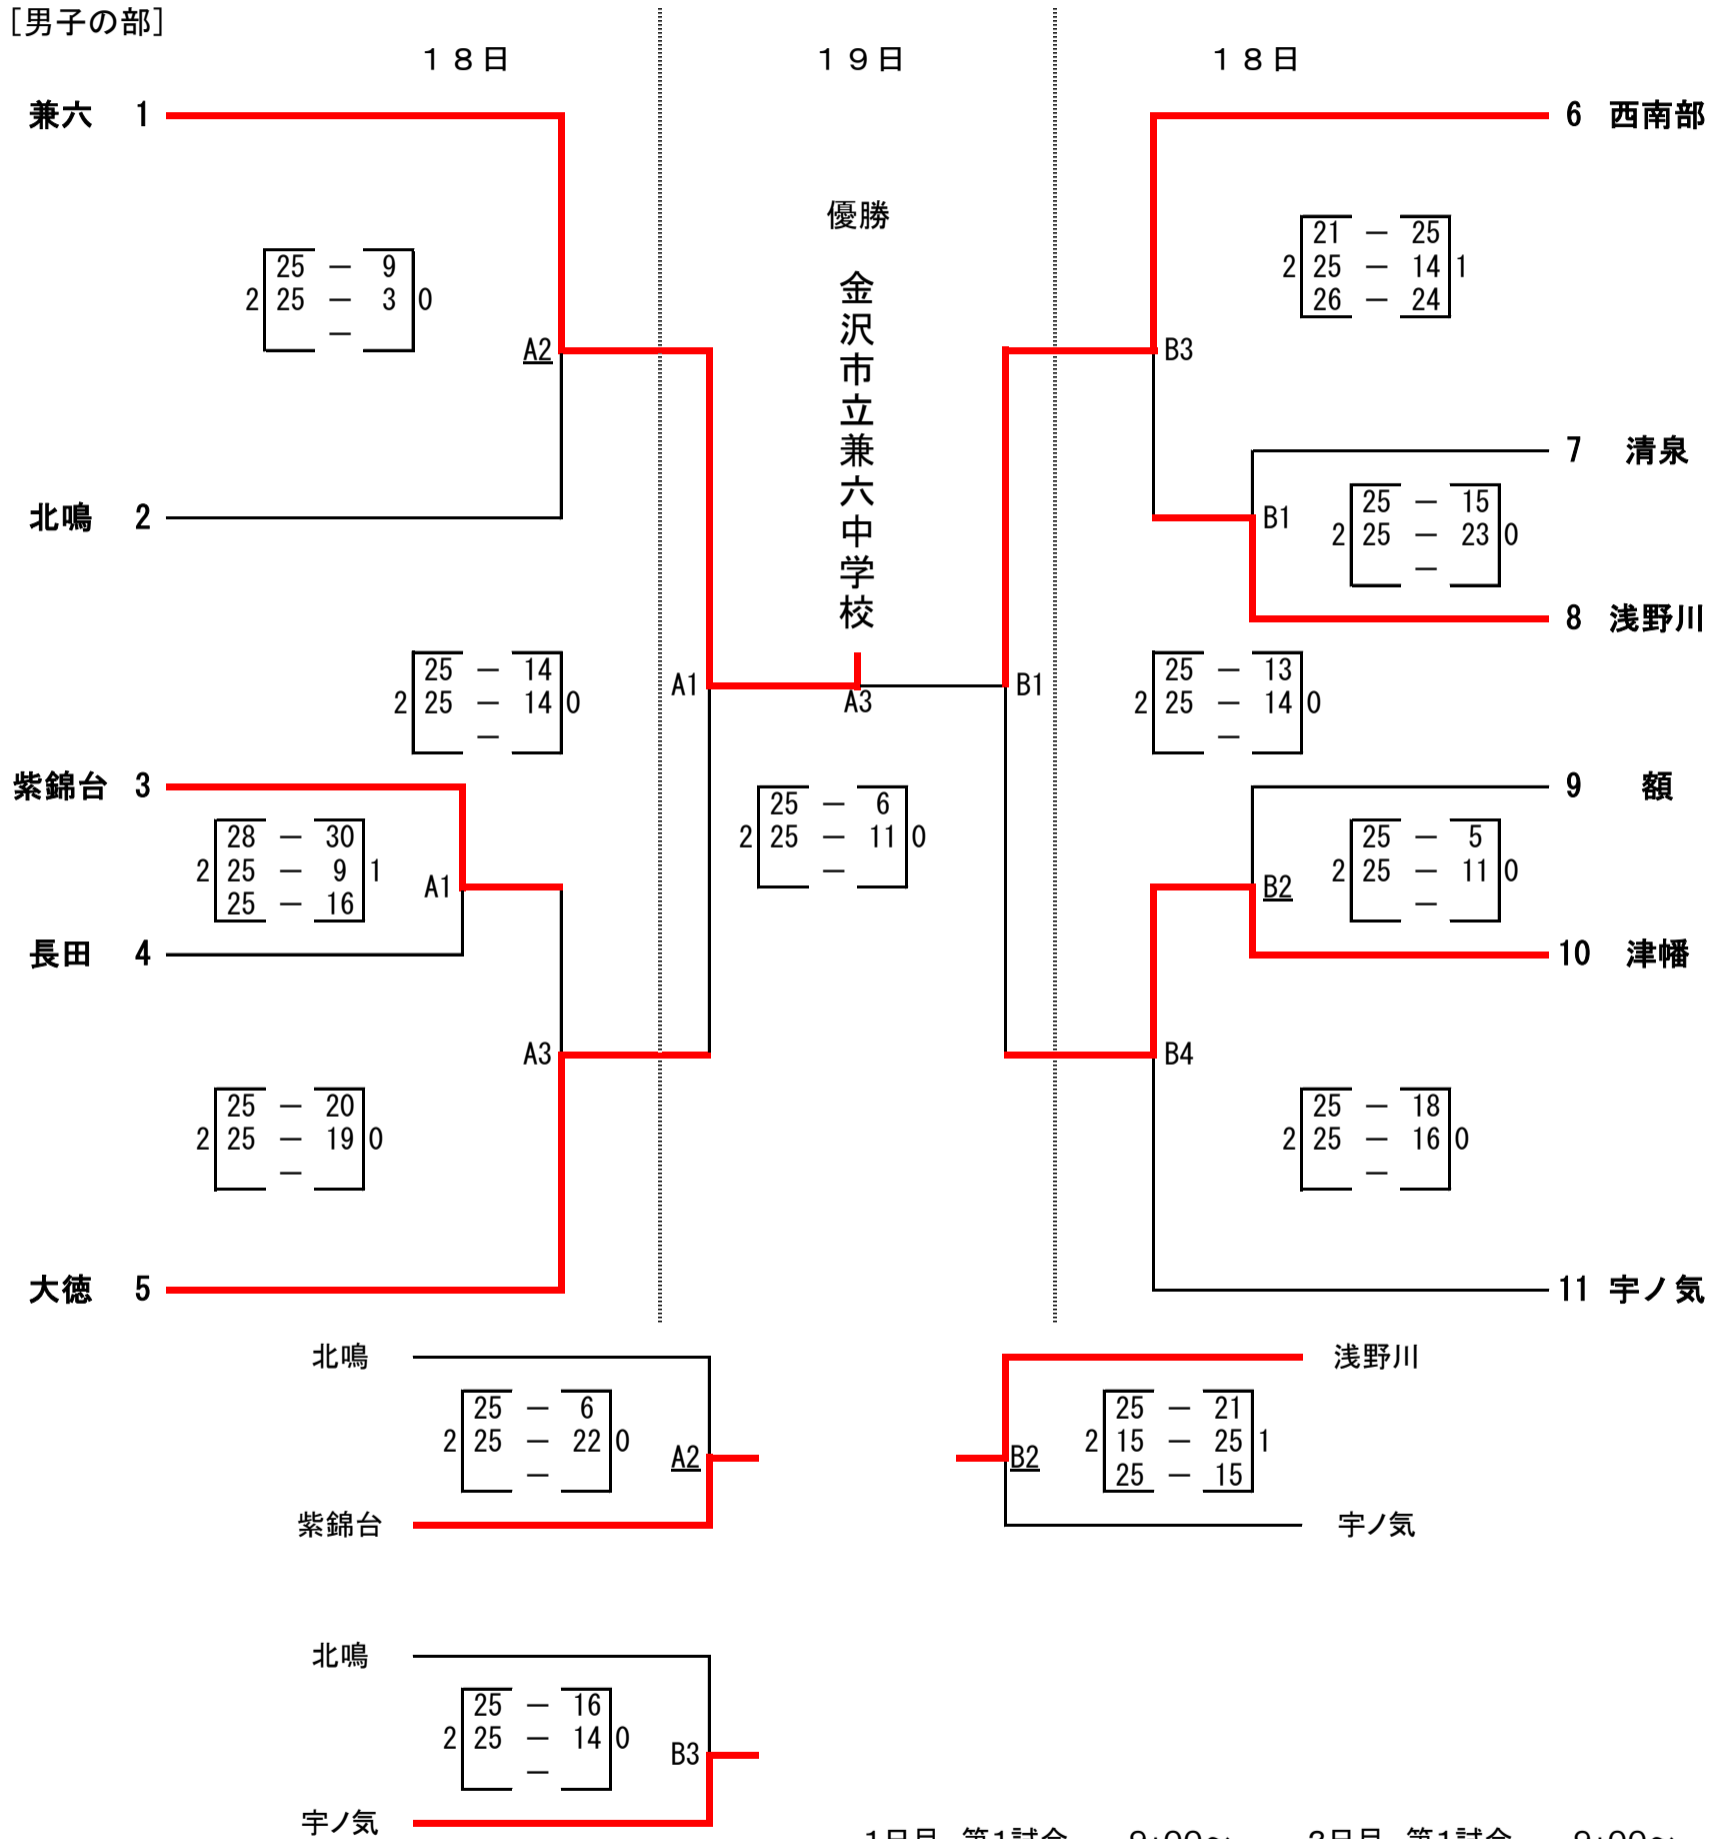 ［男子の部］
１８日
１９日
１８日
兼六 1
6 西南部
優勝
金沢市立兼六中学校
21 － 25
2 25 － 14 1
26 － 24
25 － 9
2 25 － 3 0
－
A2
B3
7 清泉
北鳴 2
B1
25 － 15
2 25 － 23 0
－
8 浅野川
25 － 14
2 25 － 14 0
－
A1
A3
B1
25 － 13
2 25 － 14 0
－
紫錦台 3
9 額
28 － 30
2 25 － 9 1
25 － 16
A1
25 － 6
2 25 － 11 0
－
B2
25 － 5
2 25 － 11 0
－
長田 4
10 津幡
A3
B4
25 － 20
2 25 － 19 0
－
25 － 18
2 25 － 16 0
－
大徳 5
11 宇ノ気
北鳴
浅野川
25 － 6
2 25 － 22 0
－
A2
B2
25 － 21
2 15 － 25 1
25 － 15
紫錦台
宇ノ気
北鳴
25 － 16
2 25 － 14 0
－
B3
宇ノ気